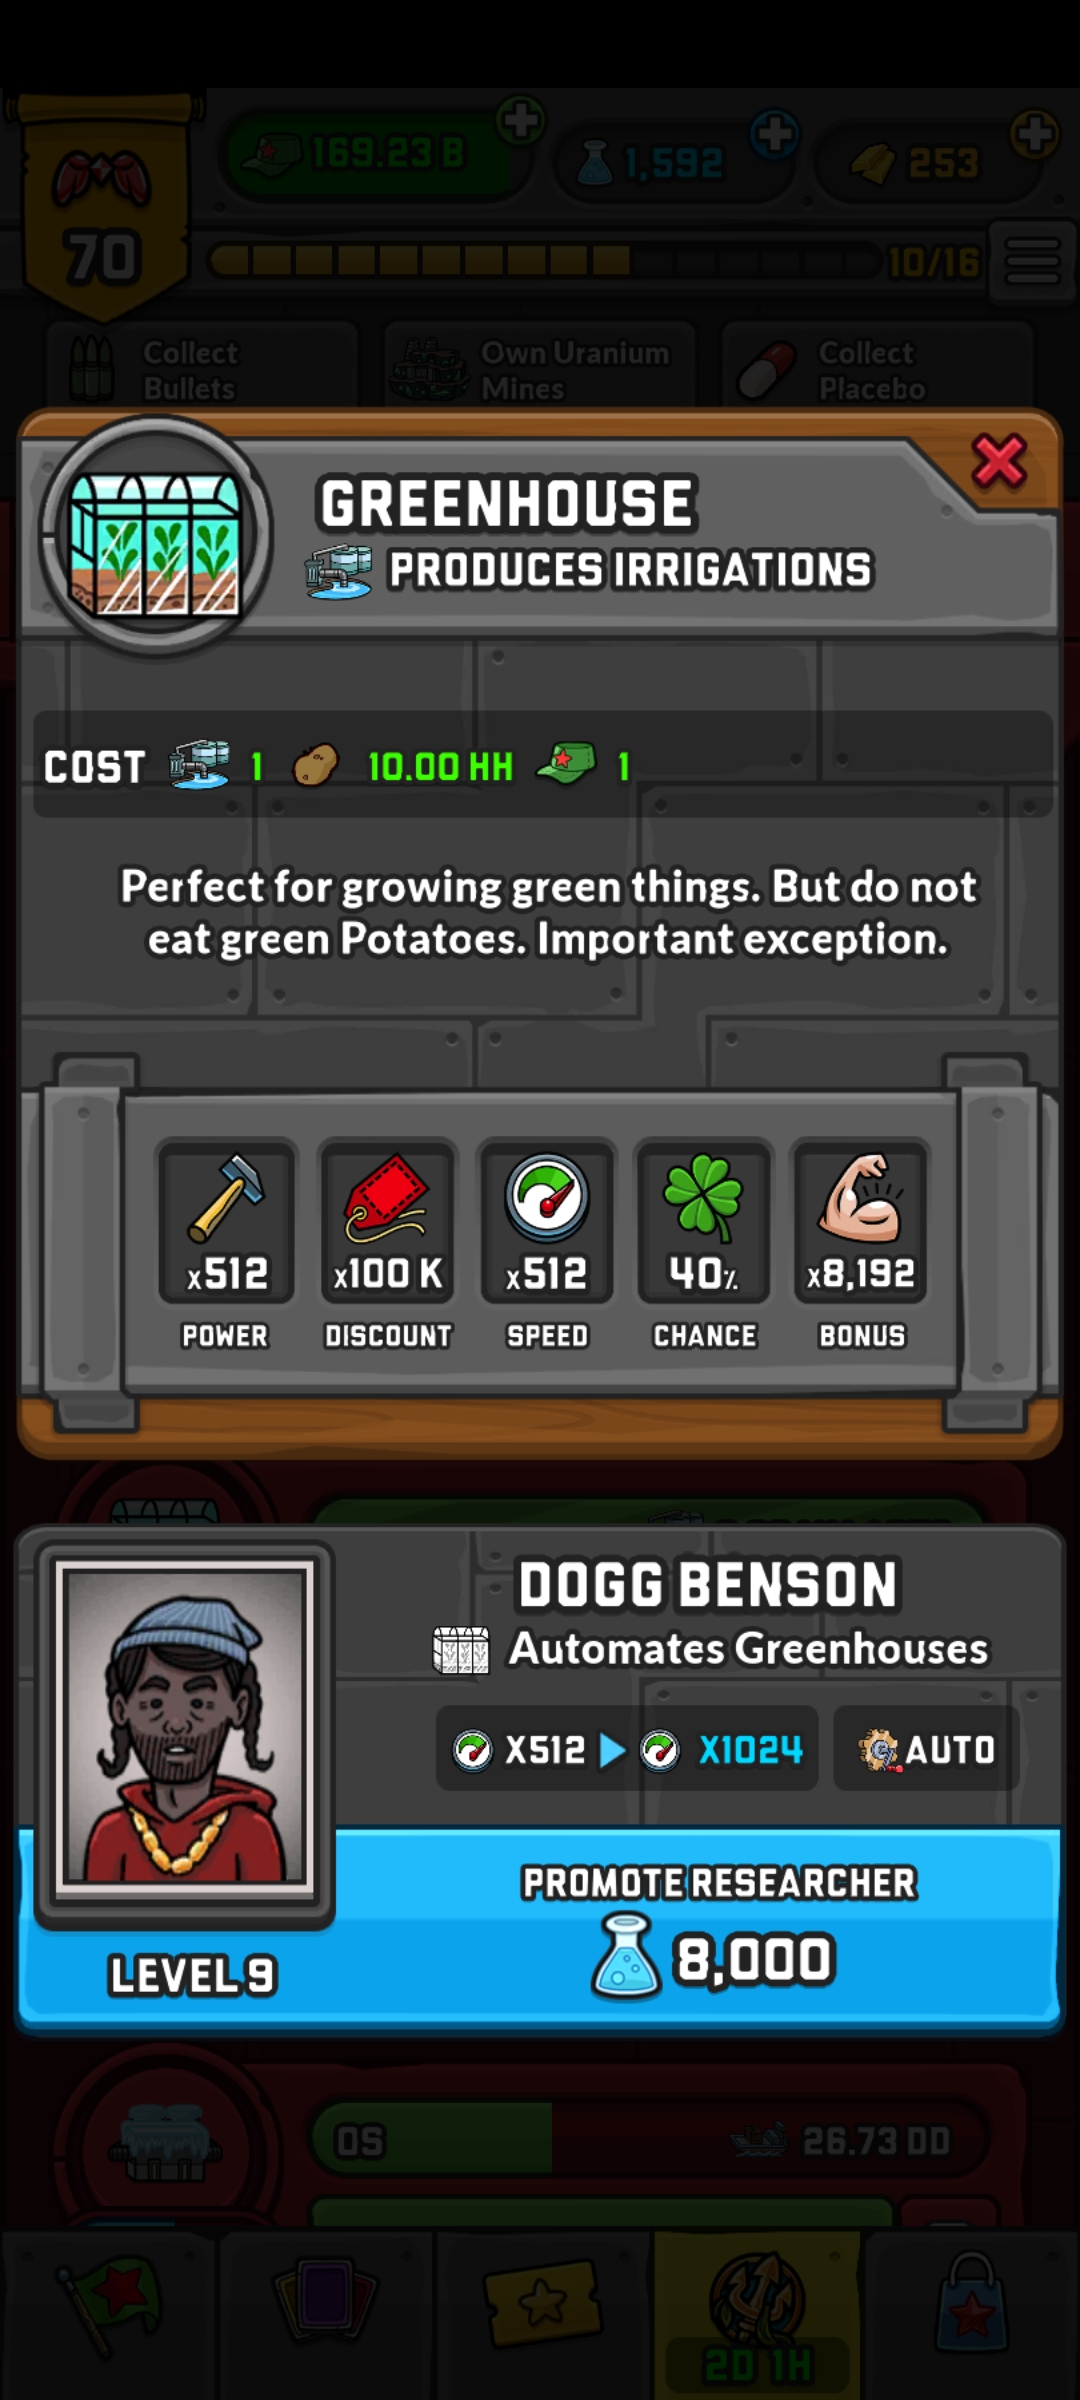 169.23 B
1,592
253
70
10/16
Collect
Bullets
Own Uranium
Mines
Collect
Placebo
GREENHOUSE
PRODUCES IRRIGATIONS
COST 1 10.00 HH 1
Perfect for growing green things. But do not
eat green Potatoes. Important exception.
x512
x100 K
x512
40%
x8,192
POWER
DISCOUNT
SPEED
CHANCE
BONUS
DOGG BENSON
Automates Greenhouses
X512 X1024 AUTO
PROMOTE RESEARCHER
8,000
LEVEL 9
0S
26.73 DD
2D 1H